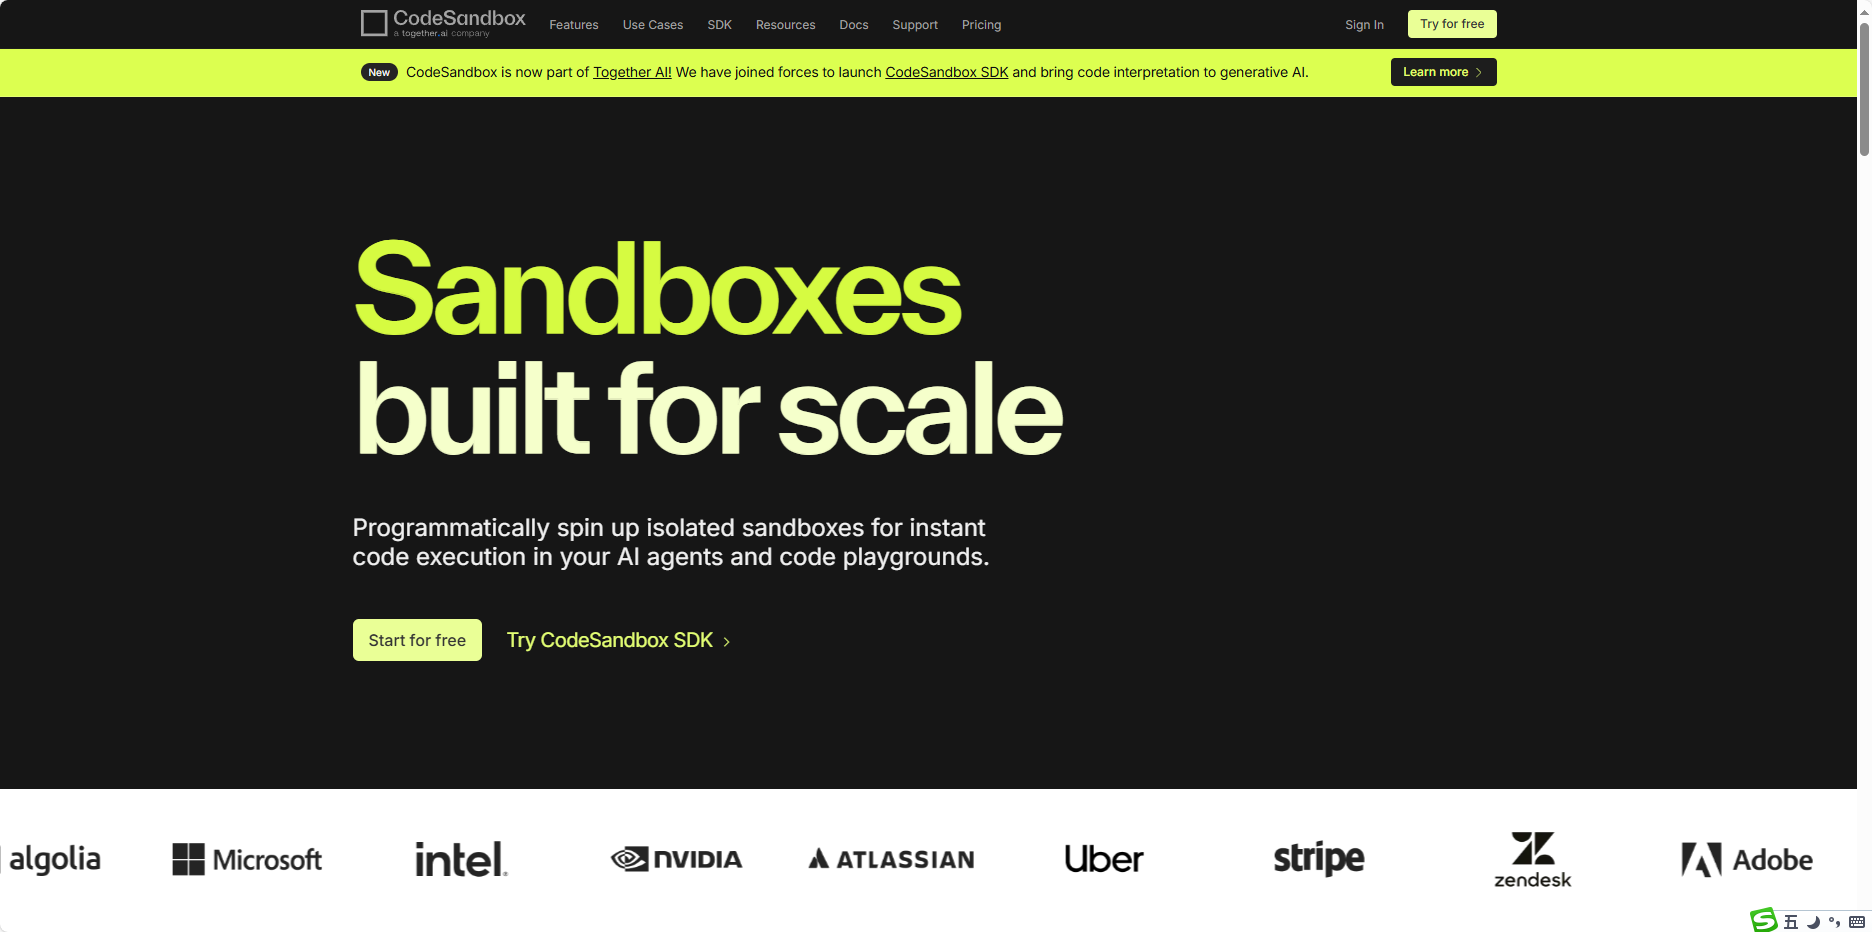 CodeSandbox
a together.ai company
Features
Use Cases
SDK
Resources
Docs
Support
Pricing
Sign In
Try for free
New
CodeSandbox is now part of Together AI! We have joined forces to launch CodeSandbox SDK and bring code interpretation to generative AI.
Learn more
Sandboxes
built for scale
Programmatically spin up isolated sandboxes for instant
code execution in your AI agents and code playgrounds.
Start for free
Try CodeSandbox SDK
algolia
Microsoft
intel.
NVIDIA
ATLASSIAN
Uber
stripe
zendesk
Adobe
S
五